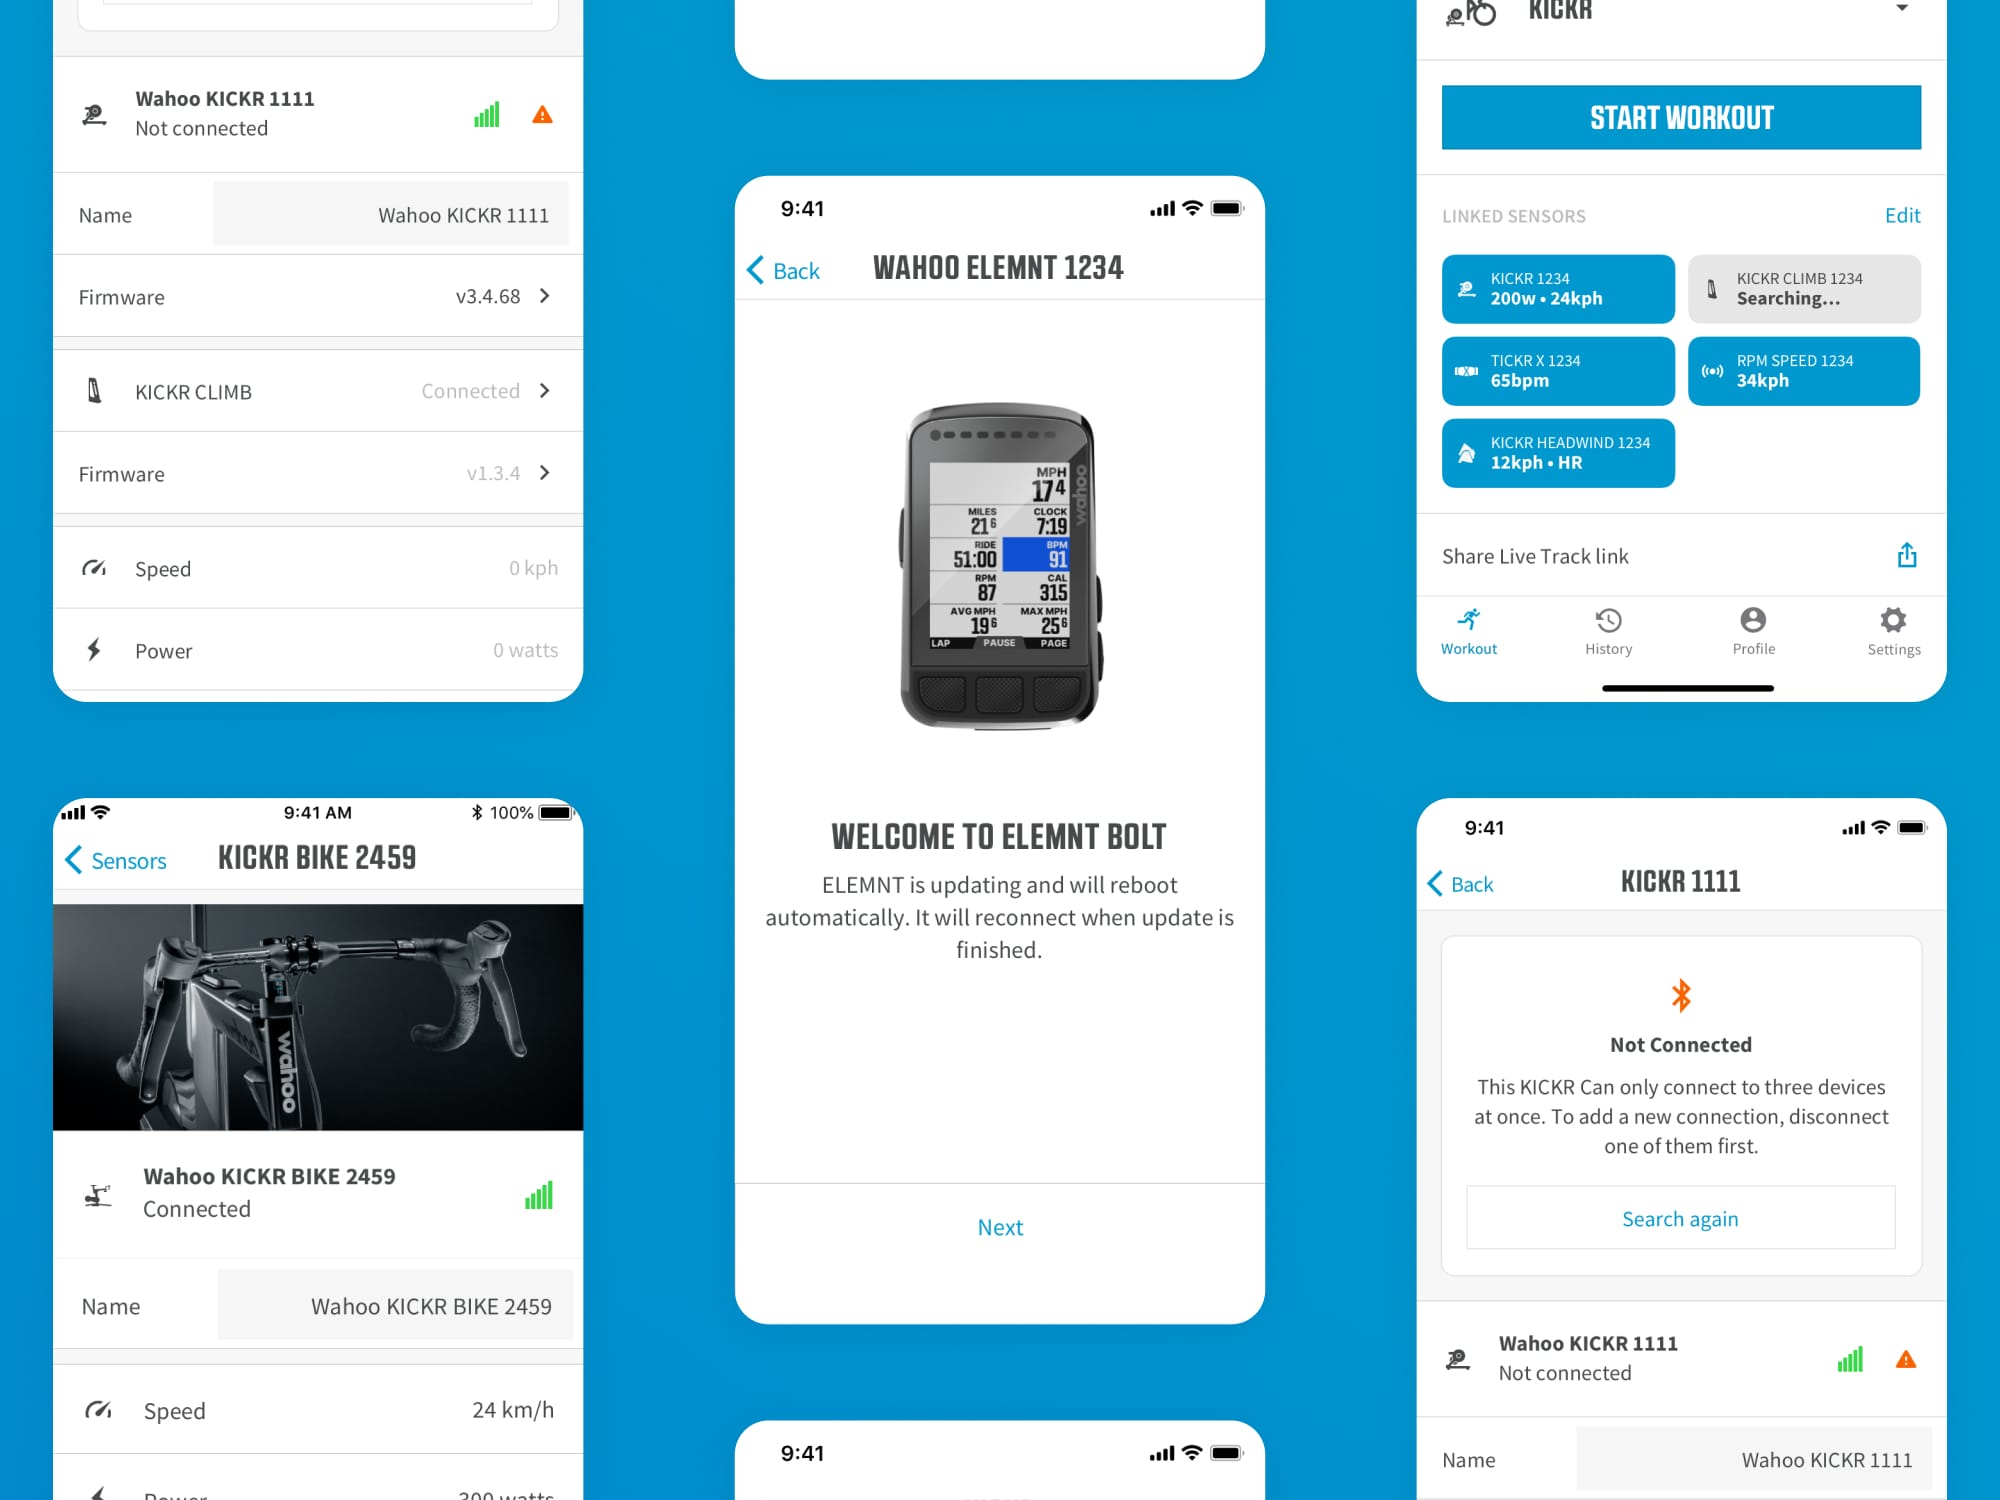 Wahoo KICKR 1111
Not connected
Name
Wahoo KICKR 1111
Firmware
v3.4.68
KICKR CLIMB
Connected
Firmware
v1.3.4
Speed
0 kph
Power
0 watts
9:41 AM
100%
Sensors
KICKR BIKE 2459
wahoo
Wahoo KICKR BIKE 2459
Connected
Name
Wahoo KICKR BIKE 2459
Speed
24 km/h
Power
300 watts
9:41
Back
WAHOO ELEMNT 1234
wahoo
MPH
17 4
MILES
21 6
CLOCK
7:19
RIDE
51:00
BPM
91
RPM
87
CAL
315
AVG MPH
19 6
MAX MPH
25 6
LAP
PAUSE
PAGE
WELCOME TO ELEMNT BOLT
ELEMNT is updating and will reboot
automatically. It will reconnect when update is
finished.
Next
9:41
KICKR
START WORKOUT
LINKED SENSORS
Edit
KICKR 1234
200w • 24kph
KICKR CLIMB 1234
Searching...
TICKR X 1234
65bpm
RPM SPEED 1234
34kph
KICKR HEADWIND 1234
12kph • HR
Share Live Track link
Workout
History
Profile
Settings
9:41
Back
KICKR 1111
Not Connected
This KICKR Can only connect to three devices
at once. To add a new connection, disconnect
one of them first.
Search again
Wahoo KICKR 1111
Not connected
Name
Wahoo KICKR 1111